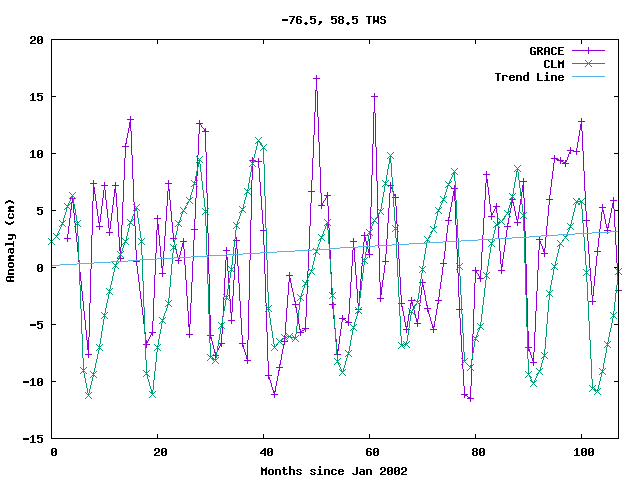 -76.5, 58.5 TWS
GRACE
CLM
Trend Line
Anomaly (cm)
20
15
10
5
0
-5
-10
-15
0 20 40 60 80 100
Months since Jan 2002